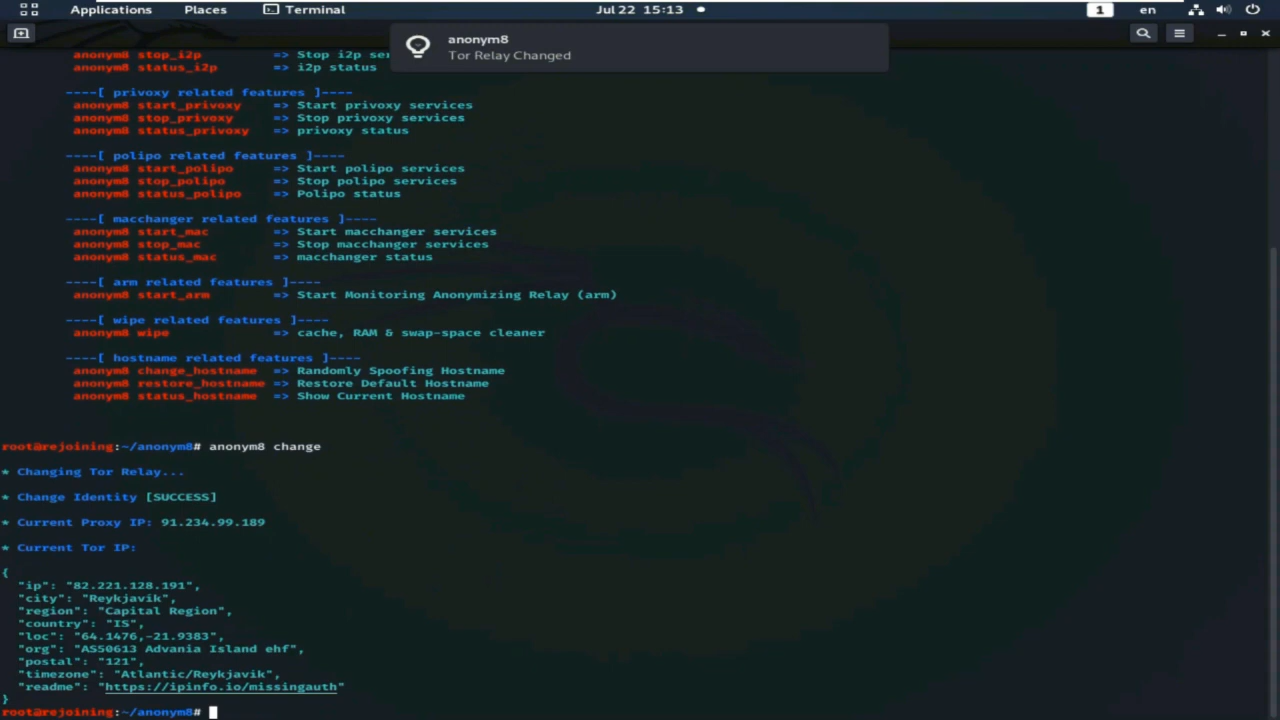 Applications Places Terminal Jul 22 15:13 1 en
anonym8
Tor Relay Changed
anonym8 stop_i2p => Stop i2p ser
anonym8 status_i2p => i2p status
----[ privoxy related features ]----
anonym8 start_privoxy => Start privoxy services
anonym8 stop_privoxy => Stop privoxy services
anonym8 status_privoxy => privoxy status
----[ polipo related features ]----
anonym8 start_polipo => Start polipo services
anonym8 stop_polipo => Stop polipo services
anonym8 status_polipo => Polipo status
----[ macchanger related features ]----
anonym8 start_mac => Start macchanger services
anonym8 stop_mac => Stop macchanger services
anonym8 status_mac => macchanger status
----[ arm related features ]----
anonym8 start_arm => Start Monitoring Anonymizing Relay (arm)
----[ wipe related features ]----
anonym8 wipe => cache, RAM & swap-space cleaner
----[ hostname related features ]----
anonym8 change_hostname => Randomly Spoofing Hostname
anonym8 restore_hostname => Restore Default Hostname
anonym8 status_hostname => Show Current Hostname
root@rejoining:~/anonym8# anonym8 change
* Changing Tor Relay...
* Change Identity [SUCCESS]
* Current Proxy IP: 91.234.99.189
* Current Tor IP:
{
"ip": "82.221.128.191",
"city": "Reykjavik",
"region": "Capital Region",
"country": "IS",
"loc": "64.1476,-21.9383",
"org": "AS50613 Advania Island ehf",
"postal": "121",
"timezone": "Atlantic/Reykjavik",
"readme": "https://ipinfo.io/missingauth"
}
root@rejoining:~/anonym8#